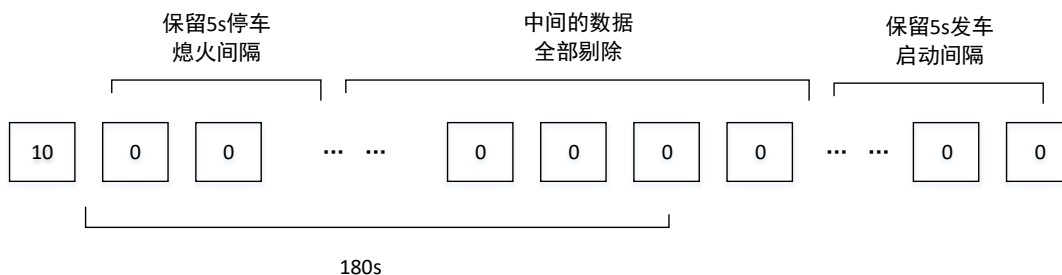 保留5s停车
熄火间隔
中间的数据
全部剔除
保留5s发车
启动间隔
10 0 0 ... ... 0 0 0 0 ... ... 0 0
180s